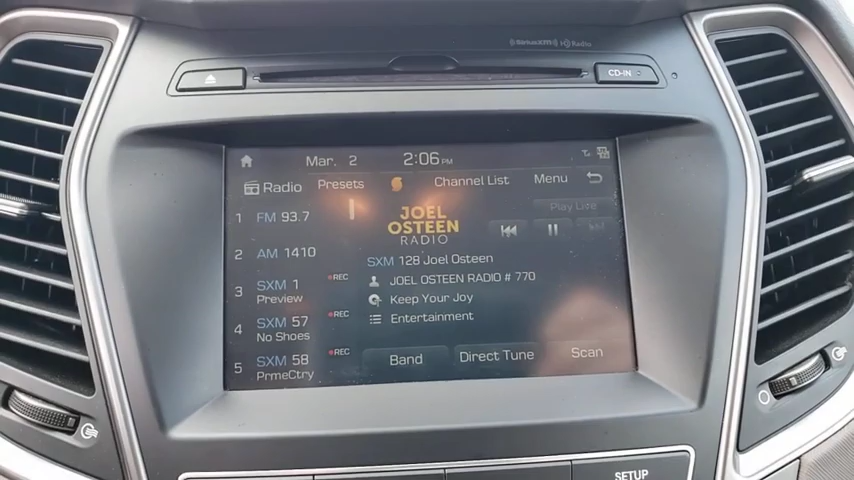 SiriusXM HD Radio
CD-IN
Mar. 2 2:06 PM
Radio Presets Channel List Menu
1 FM 93.7
2 AM 1410
3 SXM 1 REC
Preview
4 SXM 57 REC
No Shoes
5 SXM 58 REC
PrmeCtry
JOEL
OSTEEN
RADIO
Play Live
SXM 128 Joel Osteen
JOEL OSTEEN RADIO # 770
Keep Your Joy
Entertainment
Band Direct Tune Scan
SETUP